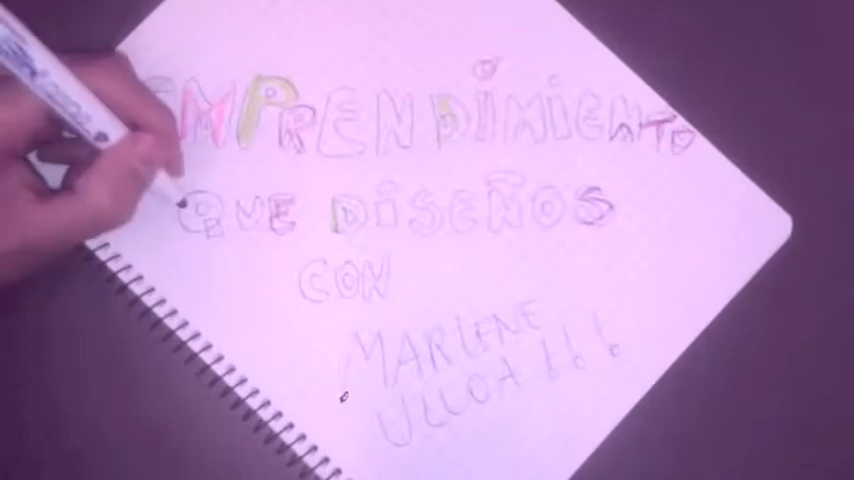 EMPRENDIMIENTO
QUE DISEÑOS
CON
MARLENE
ULLOA!!!